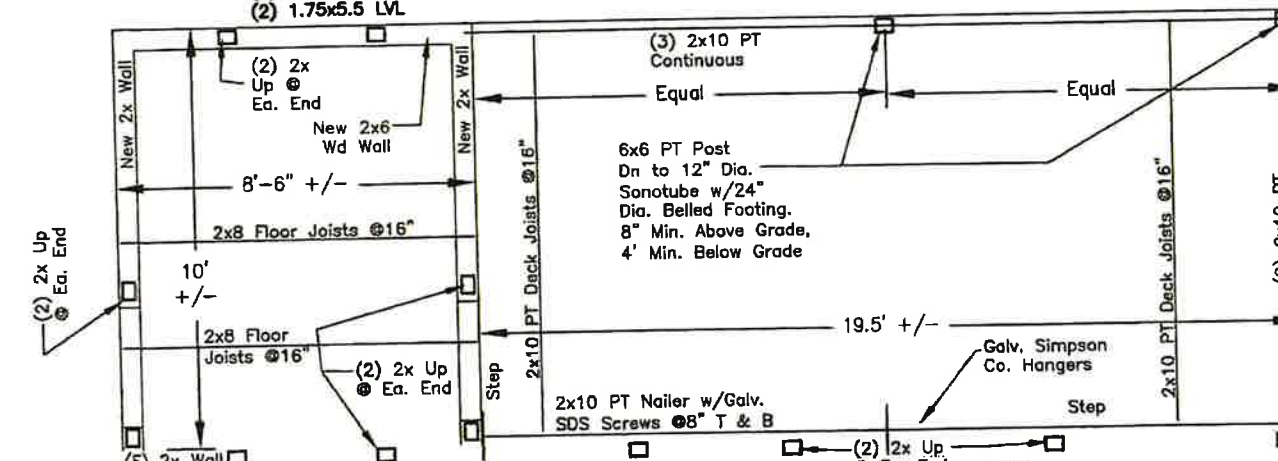 (2) 1.75x5.5 LVL
New 2x Wall
(2) 2x
Up @
Ea. End
New 2x6
Wd Wall
New 2x Wall
(3) 2x10 PT
Continuous
Equal
Equal
8'-6" +/-
6x6 PT Post
Dn to 12" Dia.
Sonotube w/24"
Dia. Belled Footing.
8" Min. Above Grade,
4' Min. Below Grade
2x10 PT Deck Joists @16"
2x10 PT Deck Joists @16"
2x8 Floor Joists @16"
(2) 2x Up
@ Ea. End
10'
+/-
2x8 Floor
Joists @16"
(2) 2x Up
@ Ea. End
Step
19.5' +/-
Galv. Simpson
Co. Hangers
2x10 PT Nailer w/Galv.
SDS Screws @8" T & B
Step
2x Wall
(2) 2x Up